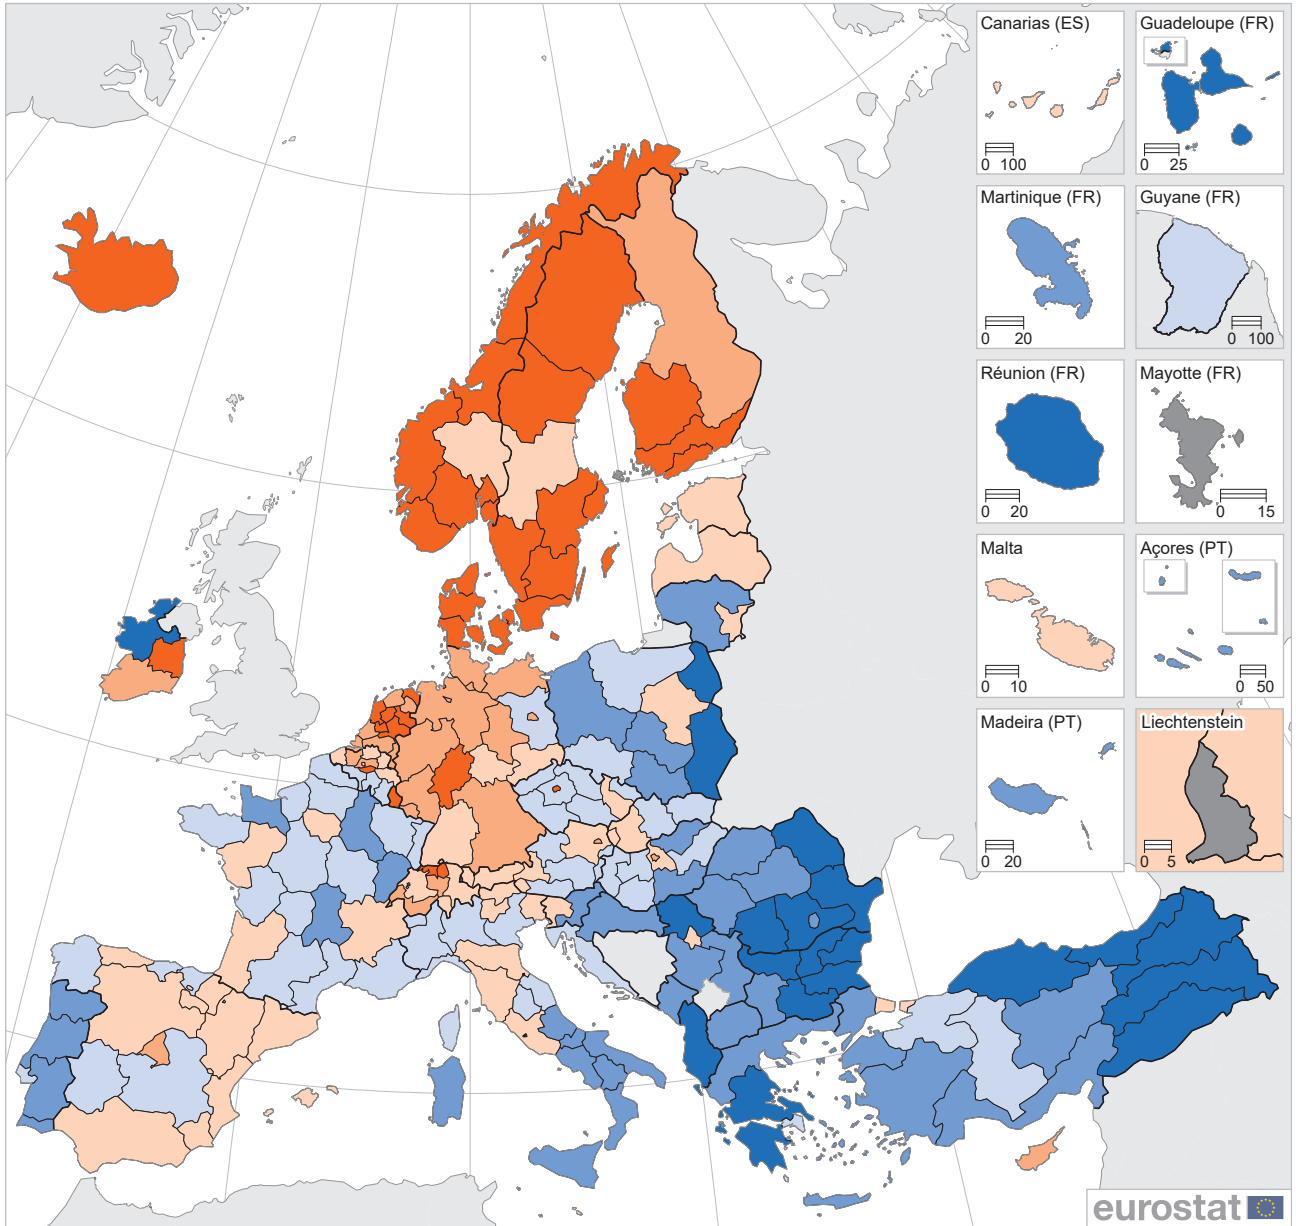 Canarias (ES)
0 100
Guadeloupe (FR)
0 25
Martinique (FR)
0 20
Guyane (FR)
0 100
Réunion (FR)
0 20
Mayotte (FR)
0 15
Malta
0 10
Açores (PT)
0 50
Madeira (PT)
0 20
Liechtenstein
0 5
eurostat